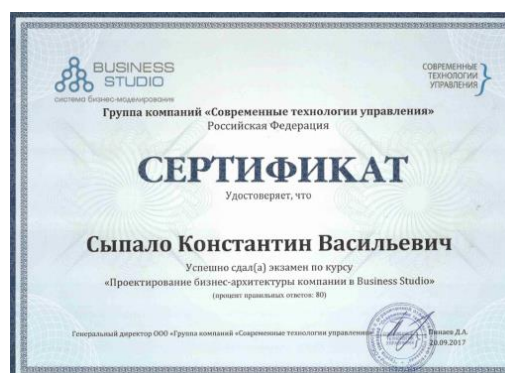 BUSINESS
STUDIO
система бизнес-моделирования
СОВРЕМЕННЫЕ
ТЕХНОЛОГИИ
УПРАВЛЕНИЯ
Группа компаний «Современные технологии управления»
Российская Федерация
СЕРТИФИКАТ
Удостоверяет, что
Сыпало Константин Васильевич
Успешно сдал(а) экзамен по курсу
«Проектирование бизнес-архитектуры компании в Business Studio»
(процент правильных ответов: 80)
Генеральный директор ООО «Группа компаний «Современные технологии управления» Пинаев Д.А.
20.09.2017